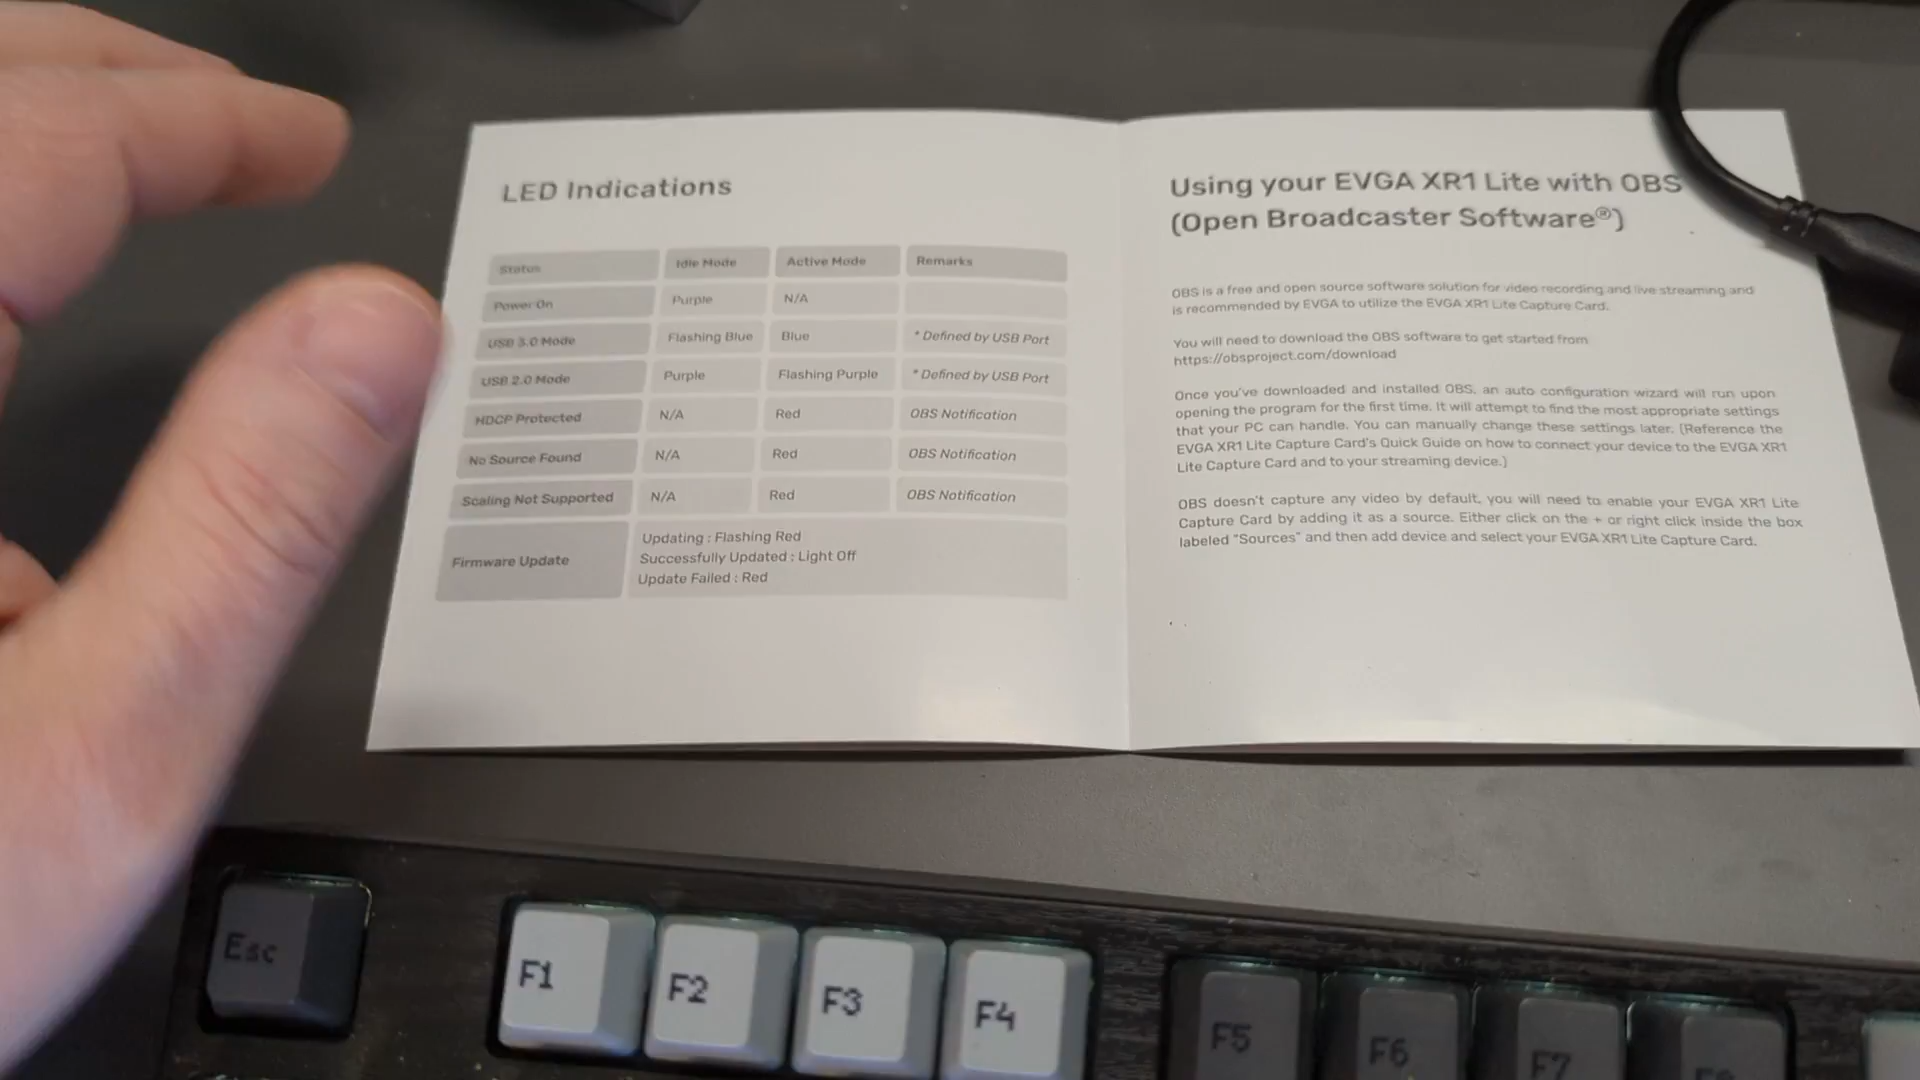 LED Indications
Status Idle Mode Active Mode Remarks
Power On Purple N/A
USB 3.0 Mode Flashing Blue Blue * Defined by USB Port
USB 2.0 Mode Purple Flashing Purple * Defined by USB Port
HDCP Protected N/A Red OBS Notification
No Source Found N/A Red OBS Notification
Scaling Not Supported N/A Red OBS Notification
Firmware Update
Updating : Flashing Red
Successfully Updated : Light Off
Update Failed : Red
Using your EVGA XR1 Lite with OBS
(Open Broadcaster Software®)
OBS is a free and open source software solution for video recording and live streaming and
is recommended by EVGA to utilize the EVGA XR1 Lite Capture Card.
You will need to download the OBS software to get started from
https://obsproject.com/download
Once you've downloaded and installed OBS, an auto configuration wizard will run upon
opening the program for the first time. It will attempt to find the most appropriate settings
that your PC can handle. You can manually change these settings later. (Reference the
EVGA XR1 Lite Capture Card's Quick Guide on how to connect your device to the EVGA XR1
Lite Capture Card and to your streaming device.)
OBS doesn't capture any video by default, you will need to enable your EVGA XR1 Lite
Capture Card by adding it as a source. Either click on the + or right click inside the box
labeled "Sources" and then add device and select your EVGA XR1 Lite Capture Card.
Esc F1 F2 F3 F4 F5 F6 F7